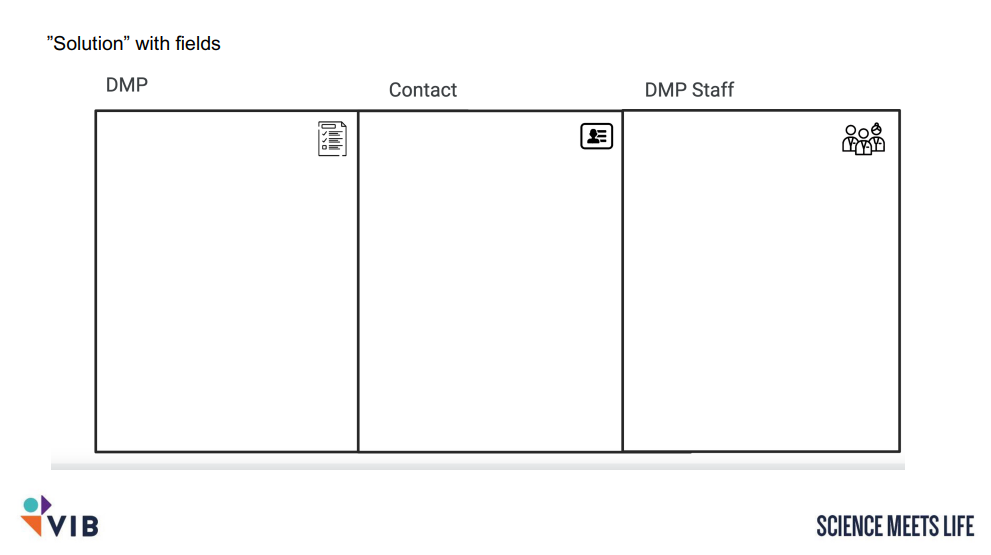 ”Solution” with fields
DMP
Contact
DMP Staff
VIB
SCIENCE MEETS LIFE